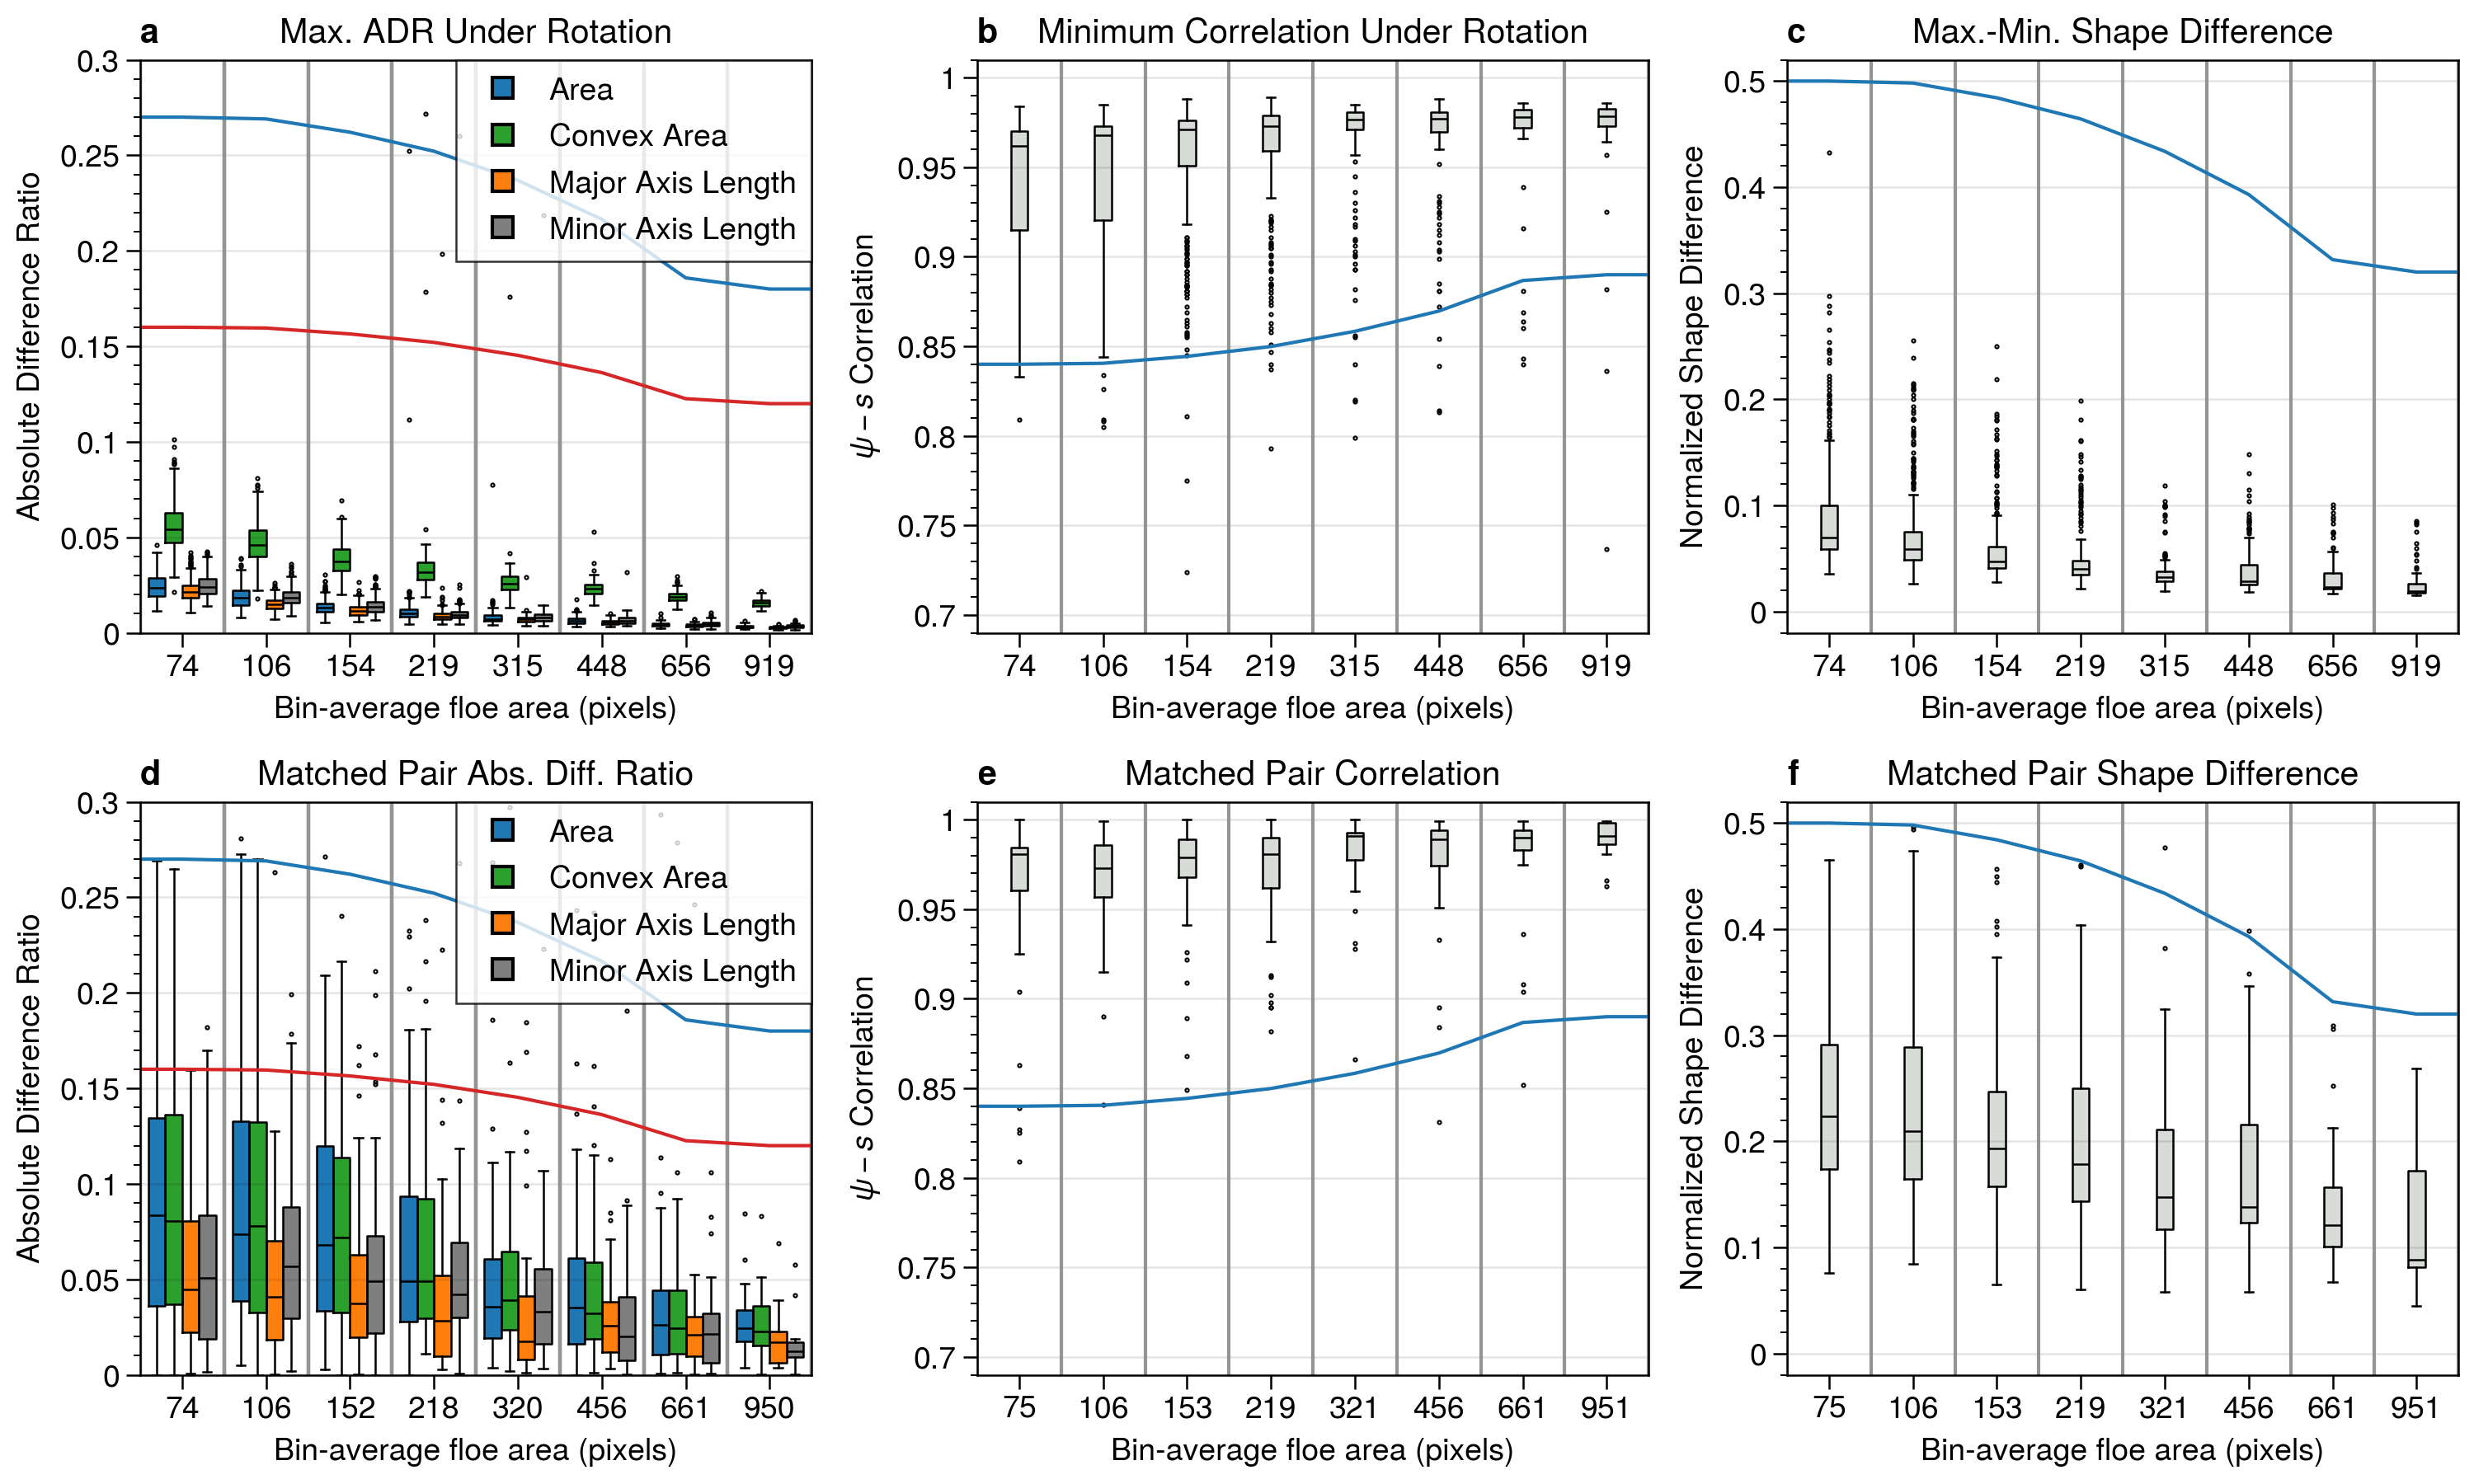 a Max. ADR Under Rotation
Absolute Difference Ratio
0.3
0.25
0.2
0.15
0.1
0.05
0
Area
Convex Area
Major Axis Length
Minor Axis Length
74 106 154 219 315 448 656 919
Bin-average floe area (pixels)
b Minimum Correlation Under Rotation
ψ – s Correlation
1
0.95
0.9
0.85
0.8
0.75
0.7
74 106 154 219 315 448 656 919
Bin-average floe area (pixels)
c Max.-Min. Shape Difference
Normalized Shape Difference
0.5
0.4
0.3
0.2
0.1
0
74 106 154 219 315 448 656 919
Bin-average floe area (pixels)
d Matched Pair Abs. Diff. Ratio
Absolute Difference Ratio
0.3
0.25
0.2
0.15
0.1
0.05
0
Area
Convex Area
Major Axis Length
Minor Axis Length
74 106 152 218 320 456 661 950
Bin-average floe area (pixels)
e Matched Pair Correlation
ψ – s Correlation
1
0.95
0.9
0.85
0.8
0.75
0.7
75 106 153 219 321 456 661 951
Bin-average floe area (pixels)
f Matched Pair Shape Difference
Normalized Shape Difference
0.5
0.4
0.3
0.2
0.1
0
75 106 153 219 321 456 661 951
Bin-average floe area (pixels)